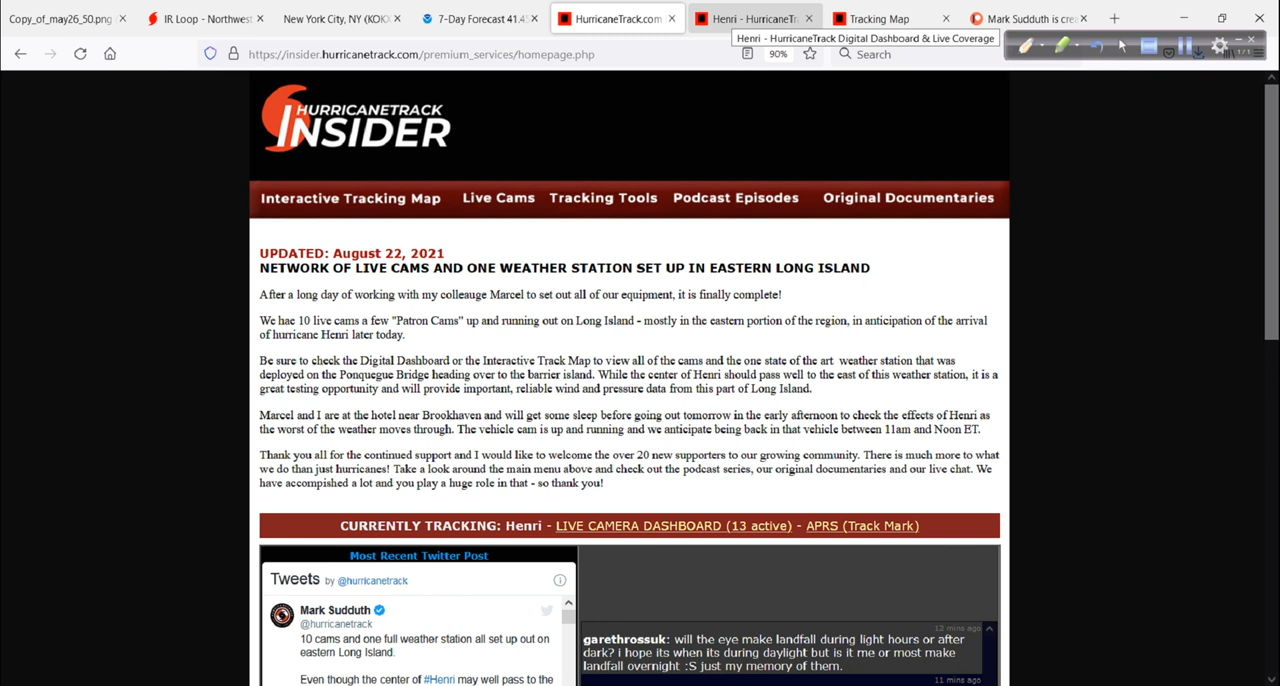 Copy_of_may26_50.png
IR Loop - Northwest
New York City, NY (KOK
7-Day Forecast 41.4
HurricaneTrack.com
Henri - HurricaneTr
Tracking Map
Mark Sudduth is cre
Henri - HurricaneTrack Digital Dashboard & Live Coverage
https://insider.hurricanetrack.com/premium_services/homepage.php
90%
Search
1/1
HURRICANETRACK
INSIDER
Interactive Tracking Map Live Cams Tracking Tools Podcast Episodes Original Documentaries
UPDATED: August 22, 2021
NETWORK OF LIVE CAMS AND ONE WEATHER STATION SET UP IN EASTERN LONG ISLAND
After a long day of working with my colleauge Marcel to set out all of our equipment, it is finally complete!
We hae 10 live cams a few "Patron Cams" up and running out on Long Island - mostly in the eastern portion of the region, in anticipation of the arrival
of hurricane Henri later today.
Be sure to check the Digital Dashboard or the Interactive Track Map to view all of the cams and the one state of the art weather station that was
deployed on the Ponquegue Bridge heading over to the barrier island. While the center of Henri should pass well to the east of this weather station, it is a
great testing opportunity and will provide important, reliable wind and pressure data from this part of Long Island.
Marcel and I are at the hotel near Brookhaven and will get some sleep before going out tomorrow in the early afternoon to check the effects of Henri as
the worst of the weather moves through. The vehicle cam is up and running and we anticipate being back in that vehicle between 11am and Noon ET.
Thank you all for the continued support and I would like to welcome the over 20 new supporters to our growing community. There is much more to what
we do than just hurricanes! Take a look around the main menu above and check out the podcast series, our original documentaries and our live chat. We
have accompished a lot and you play a huge role in that - so thank you!
CURRENTLY TRACKING: Henri - LIVE CAMERA DASHBOARD (13 active) - APRS (Track Mark)
Most Recent Twitter Post
Tweets by @hurricanetrack
Mark Sudduth
@hurricanetrack
10 cams and one full weather station all set up out on
eastern Long Island.
Even though the center of #Henri may well pass to the
12 mins ago
garethrossuk: will the eye make landfall during light hours or after
dark? i hope its when its during daylight but is it me or most make
landfall overnight :S just my memory of them.
11 mins ago